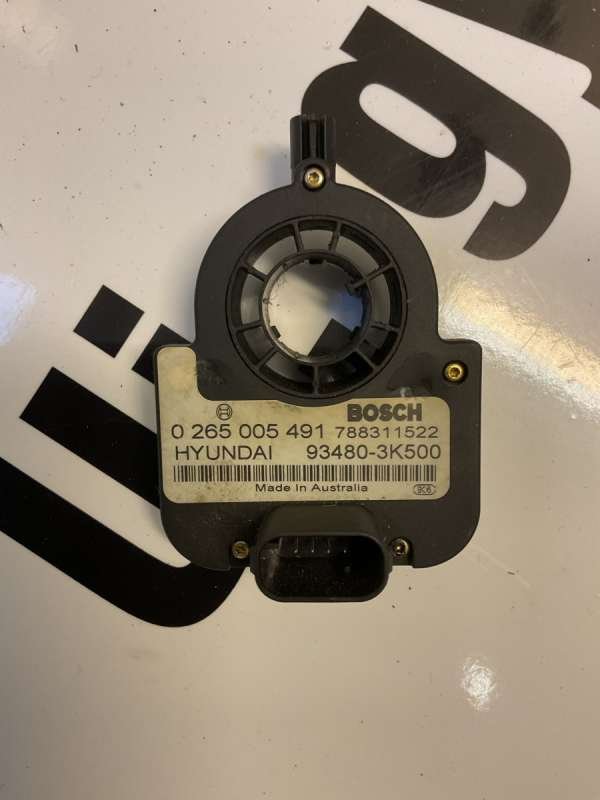 BOSCH
0 265 005 491 788311522
HYUNDAI 93480-3K500
Made In Australia